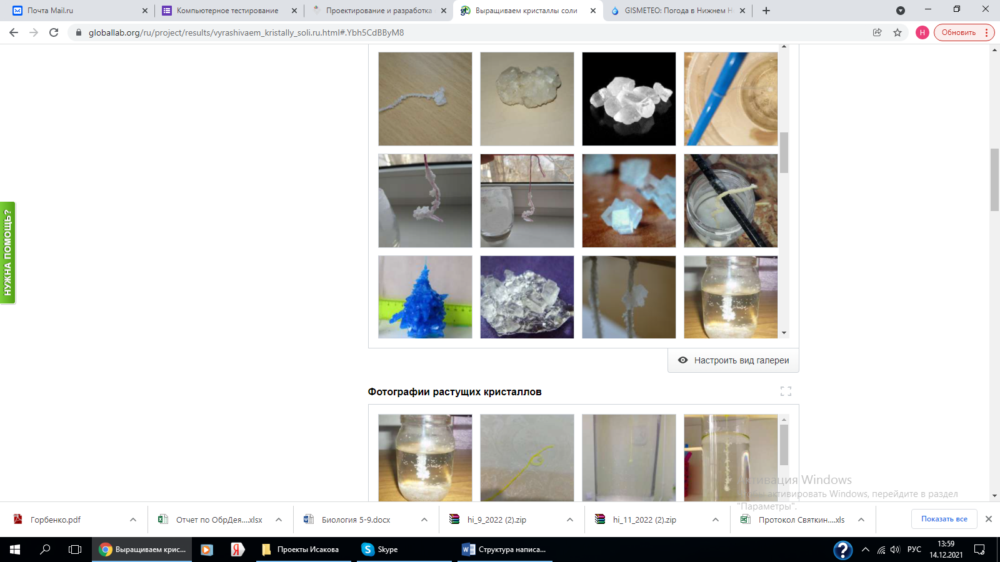 Почта Mail.ru
Компьютерное тестирование
Проектирование и разработка
Выращиваем кристаллы соли
GISMETEO: Погода в Нижнем Н
globallab.org/ru/project/results/vyrashivaem_kristally_soli.ru.html#.Ybh5CdBByM8
Н
Обновить
НУЖНА ПОМОЩЬ?
Настроить вид галереи
Фотографии растущих кристаллов
Активация Windows
Чтобы активировать Windows, перейдите в раздел
"Параметры".
Горбенко.pdf
Отчет по ОбрДея....xlsx
Биология 5-9.docx
hi_9_2022 (2).zip
hi_11_2022 (2).zip
Протокол Святкин....xls
Показать все
Выращиваем крис...
Проекты Исакова
Skype
Структура написа...
РУС
13:59
14.12.2021